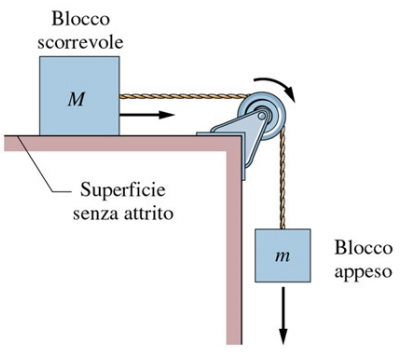 Blocco
scorrevole
M
Superficie
senza attrito
m
Blocco
appeso